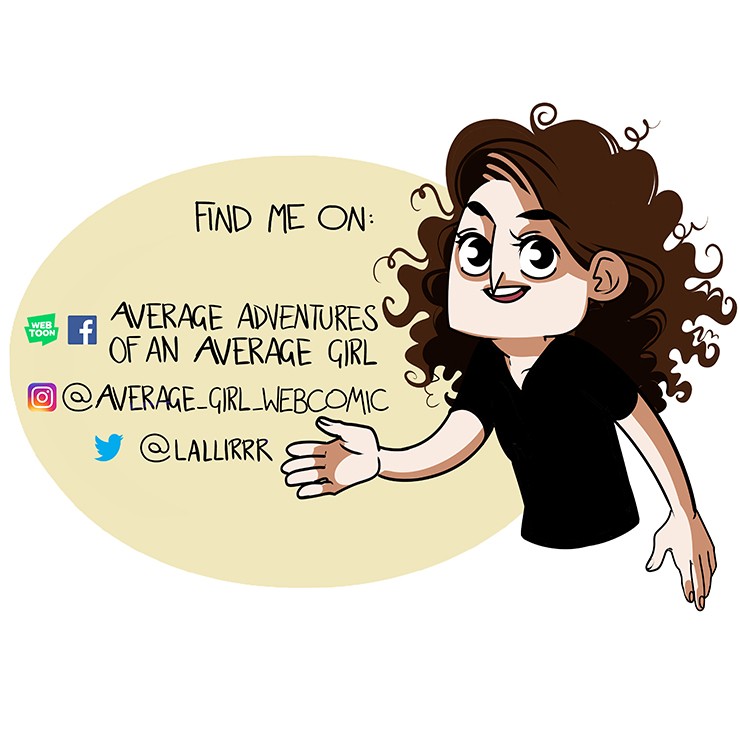 FIND ME ON:
WEB
TOON
f
AVERAGE ADVENTURES
OF AN AVERAGE GIRL
@AVERAGE_GIRL_WEBCOMIC
@LALLIRRR